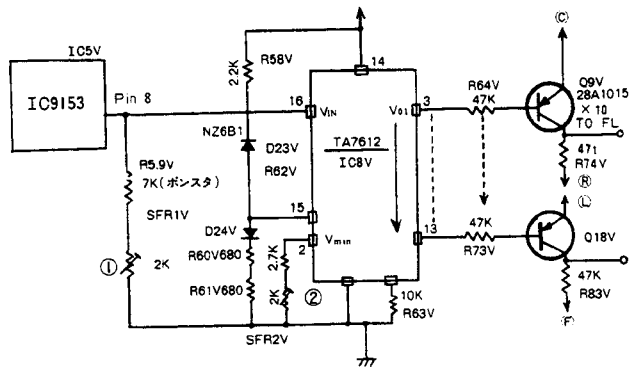 IC5V
IC9153
Pin 8
2.2K
R58V
14
16
VIN
TA7612
IC8V
V01
3
R64V
47K
Q9V
28A1015
× 10
TO FL
Ⓒ
47₁
R74V
Ⓡ
Ⓛ
NZ6B1
D23V
R62V
R5.9V
7K(ボンスタ)
SFR1V
①
2K
15
D24V
2
Vmin
R60V680
R61V680
2.7K
2K
②
SFR2V
10K
R63V
13
47K
R73V
Q18V
47K
R83V
Ⓕ